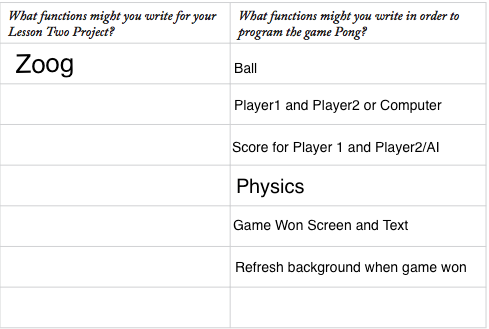 What functions might you write for your
Lesson Two Project?
What functions might you write in order to
program the game Pong?
Zoog
Ball
Player1 and Player2 or Computer
Score for Player 1 and Player2/AI
Physics
Game Won Screen and Text
Refresh background when game won